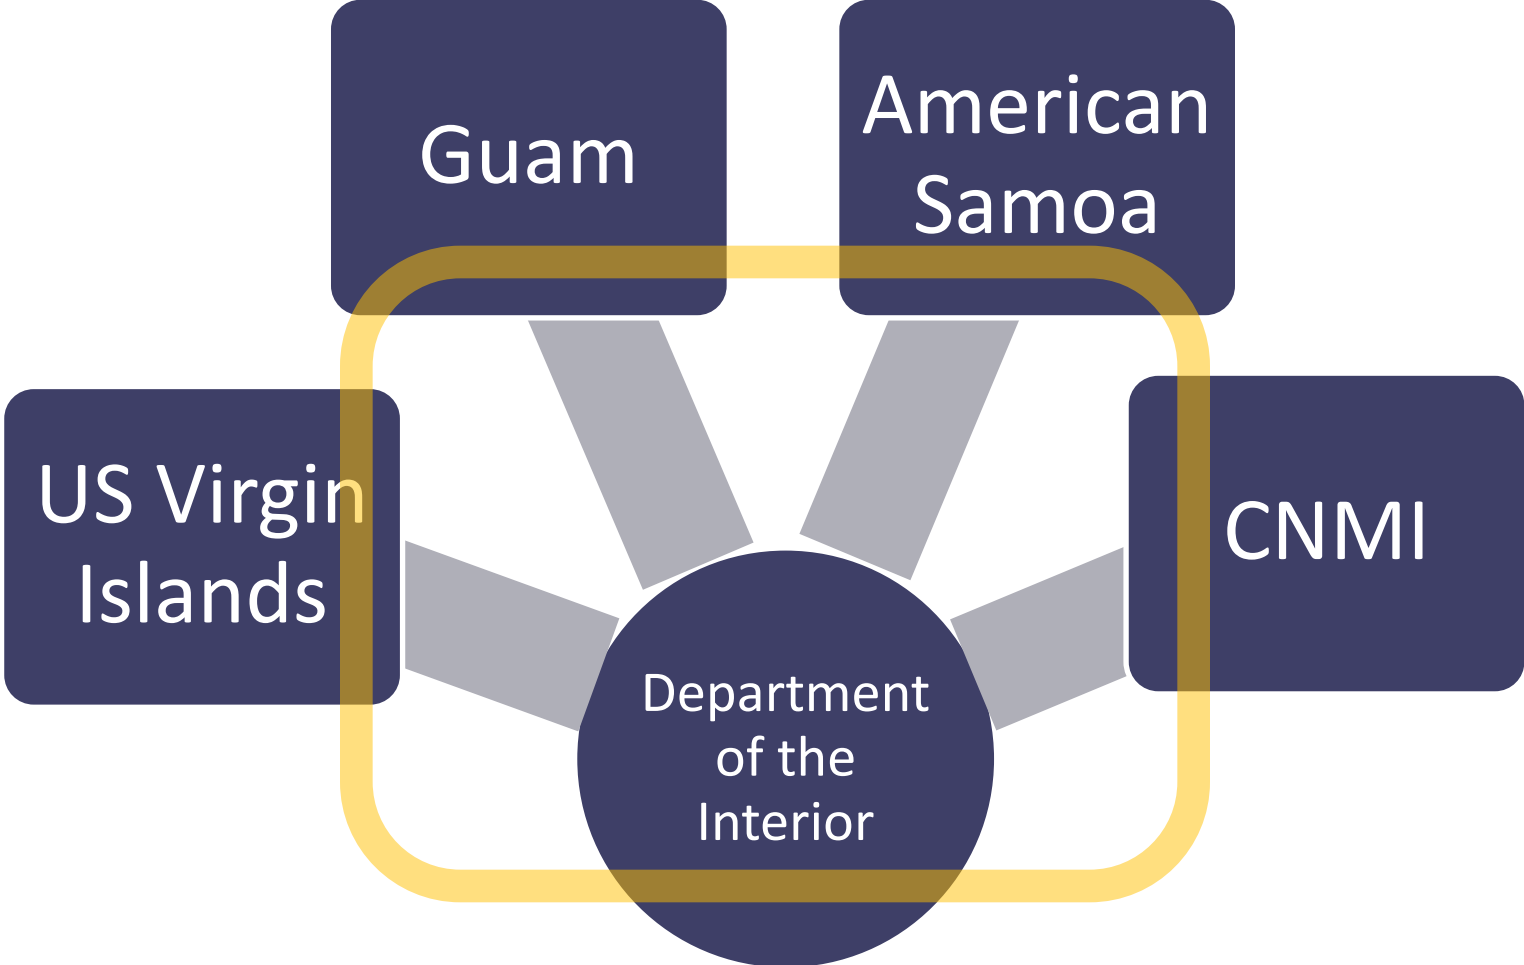 Guam
American
Samoa
US Virgin
Islands
CNMI
Department
of the
Interior